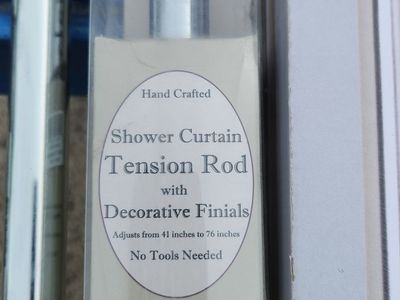 Hand Crafted
Shower Curtain
Tension Rod
with
Decorative Finials
Adjusts from 41 inches to 76 inches
No Tools Needed